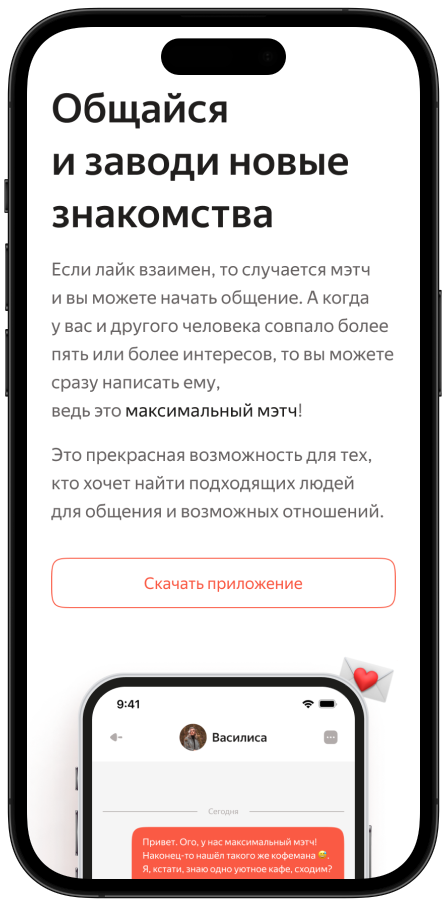 Общайся
и заводи новые
знакомства
Если лайк взаимен, то случается мэтч
и вы можете начать общение. А когда
у вас и другого человека совпало более
пять или более интересов, то вы можете
сразу написать ему,
ведь это максимальный мэтч!
Это прекрасная возможность для тех,
кто хочет найти подходящих людей
для общения и возможных отношений.
Скачать приложение
9:41
Василиса
Сегодня
Привет. Ого, у нас максимальный мэтч!
Наконец-то нашёл такого же кофемана 😅.
Я, кстати, знаю одно уютное кафе, сходим?